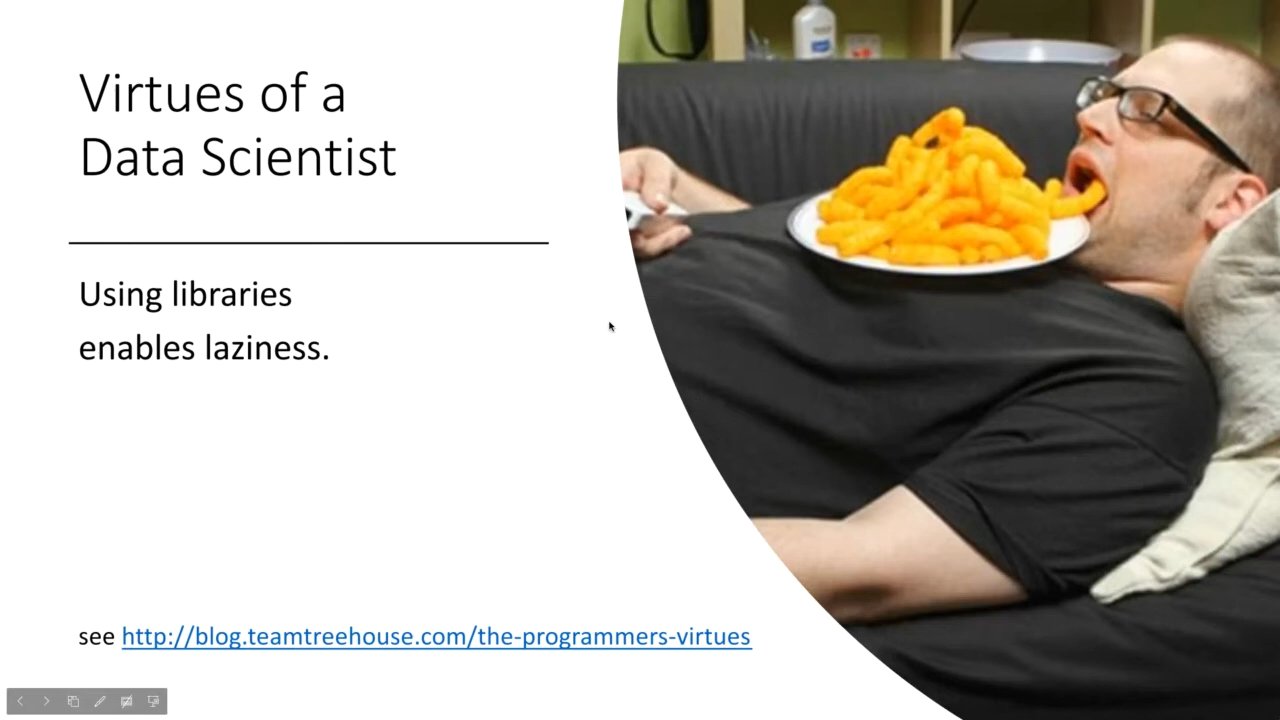 Virtues of a
Data Scientist
Using libraries
enables laziness.
see http://blog.teamtreehouse.com/the-programmers-virtues